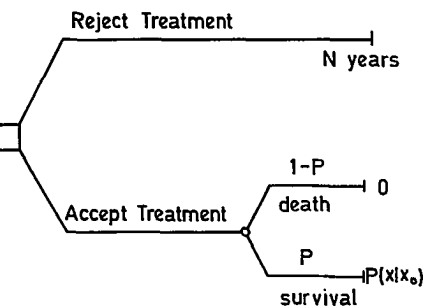 Reject Treatment
N years
1-P
0
death
Accept Treatment
P
P(x|x₀)
survival